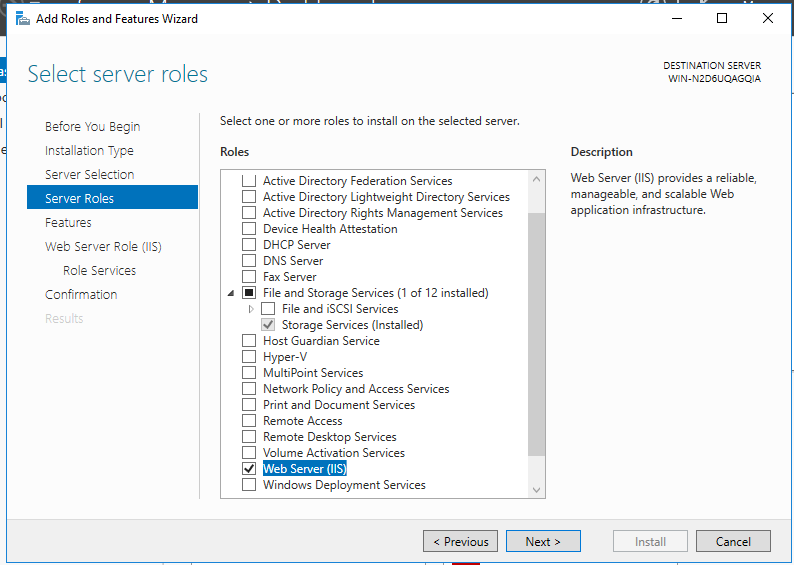 Add Roles and Features Wizard
Select server roles
DESTINATION SERVER
WIN-N2D6UQAGQIA
Before You Begin
Installation Type
Server Selection
Server Roles
Features
Web Server Role (IIS)
Role Services
Confirmation
Results
Select one or more roles to install on the selected server.
Roles
Active Directory Federation Services
Active Directory Lightweight Directory Services
Active Directory Rights Management Services
Device Health Attestation
DHCP Server
DNS Server
Fax Server
File and Storage Services (1 of 12 installed)
File and iSCSI Services
Storage Services (Installed)
Host Guardian Service
Hyper-V
MultiPoint Services
Network Policy and Access Services
Print and Document Services
Remote Access
Remote Desktop Services
Volume Activation Services
Web Server (IIS)
Windows Deployment Services
Description
Web Server (IIS) provides a reliable,
manageable, and scalable Web
application infrastructure.
< Previous
Next >
Install
Cancel